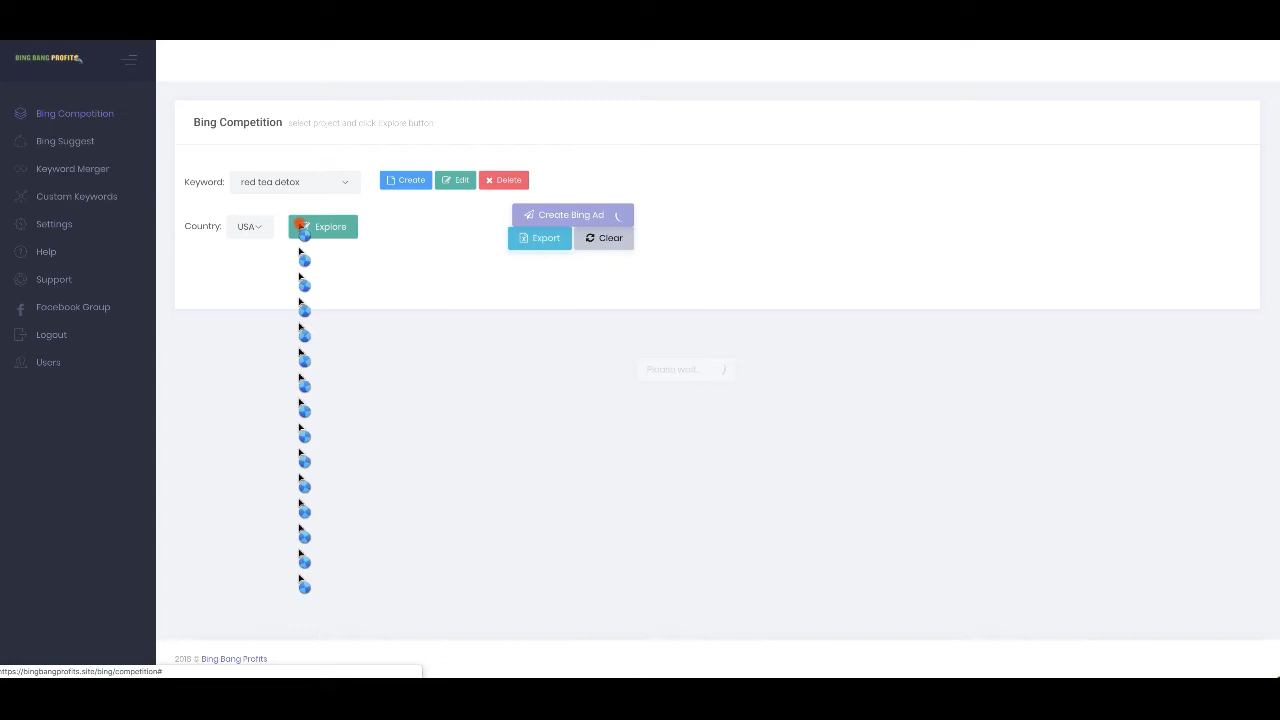 BING BANG PROFITS
Bing Competition
Bing Suggest
Keyword Merger
Custom Keywords
Settings
Help
Support
Facebook Group
Logout
Users
Bing Competition select project and click Explore button
Keyword: red tea detox Create Edit Delete
Country: USA Explore
Create Bing Ad
Export Clear
Please wait...
2018 © Bing Bang Profits
https://bingbangprofits.site/bing/competition#